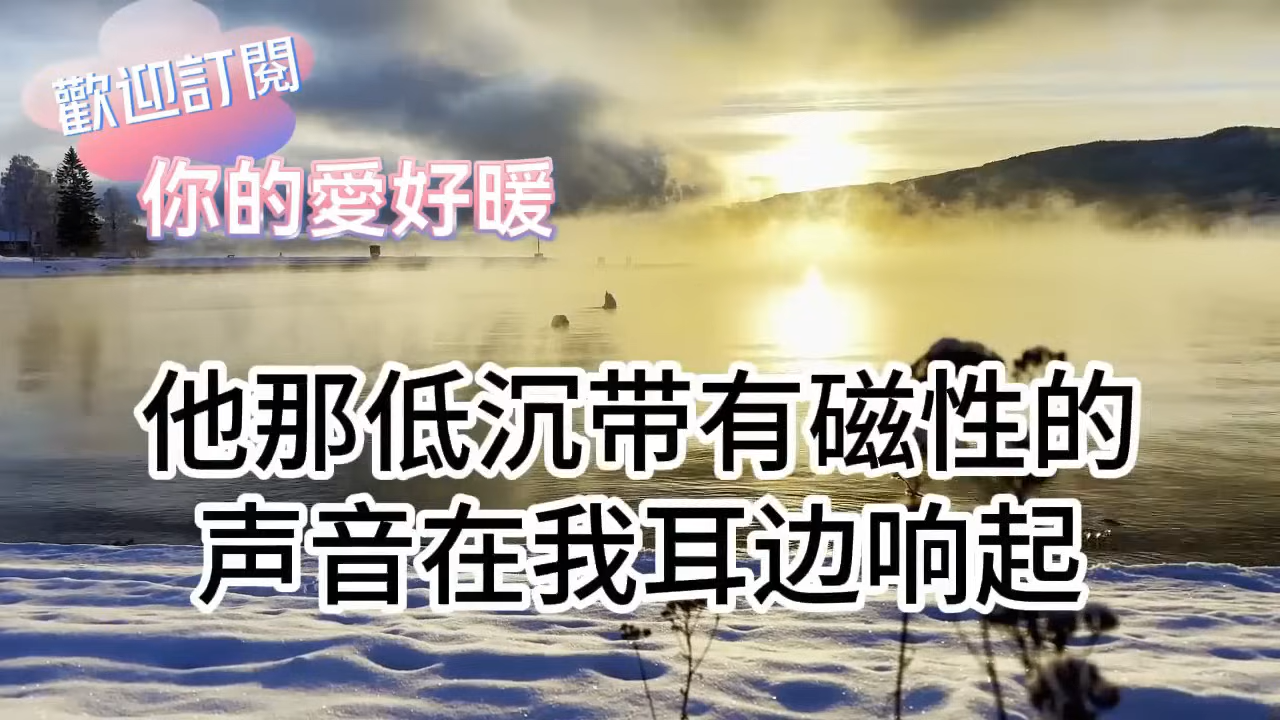 歡迎訂閱
你的愛好暖
他那低沉带有磁性的
声音在我耳边响起